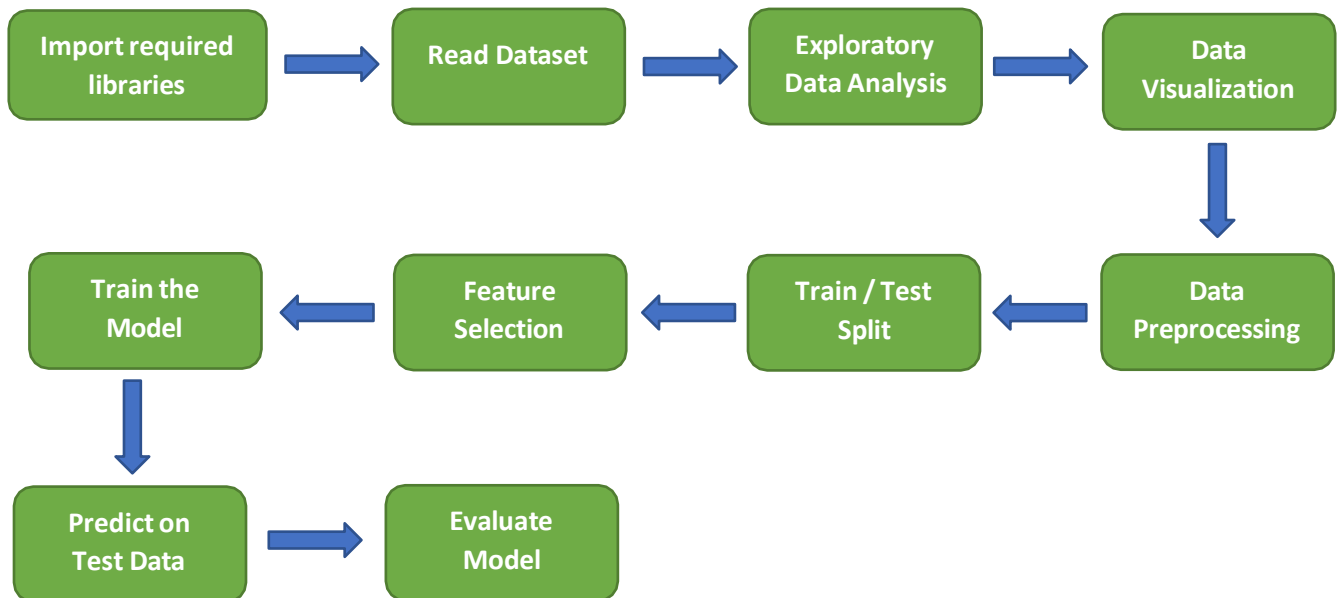 Import required
libraries
Read Dataset
Exploratory
Data Analysis
Data
Visualization
Data
Preprocessing
Train / Test
Split
Feature
Selection
Train the
Model
Predict on
Test Data
Evaluate
Model